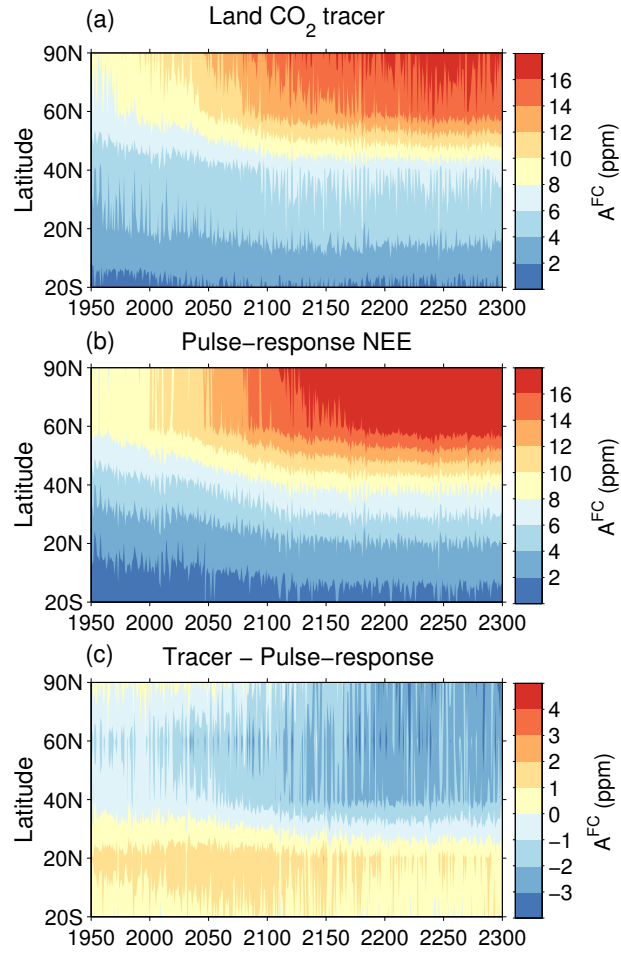 (a) Land CO2 tracer
90N
60N
40N
20N
20S
Latitude
1950 2000 2050 2100 2150 2200 2250 2300
16
14
12
10
8
6
4
2
A^FC (ppm)
(b) Pulse−response NEE
90N
60N
40N
20N
20S
Latitude
1950 2000 2050 2100 2150 2200 2250 2300
16
14
12
10
8
6
4
2
A^FC (ppm)
(c) Tracer − Pulse−response
90N
60N
40N
20N
20S
Latitude
1950 2000 2050 2100 2150 2200 2250 2300
4
3
2
1
0
−1
−2
−3
A^FC (ppm)